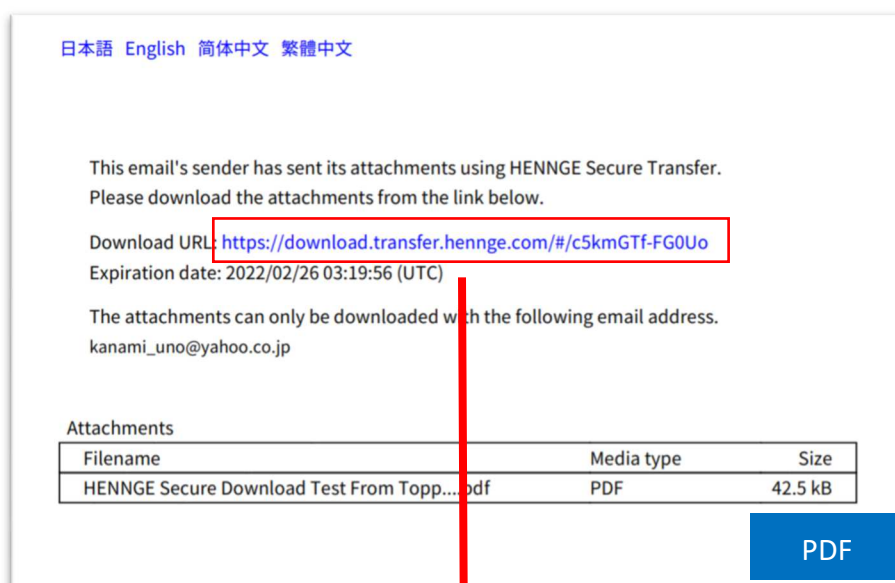 日本語 English 简体中文 繁體中文
This email's sender has sent its attachments using HENNGE Secure Transfer.
Please download the attachments from the link below.
Download URL: https://download.transfer.hennge.com/#/c5kmGTf-FG0Uo
Expiration date: 2022/02/26 03:19:56 (UTC)
The attachments can only be downloaded with the following email address.
kanami_uno@yahoo.co.jp
Attachments
Filename Media type Size
HENNGE Secure Download Test From Topp....pdf PDF 42.5 kB
PDF